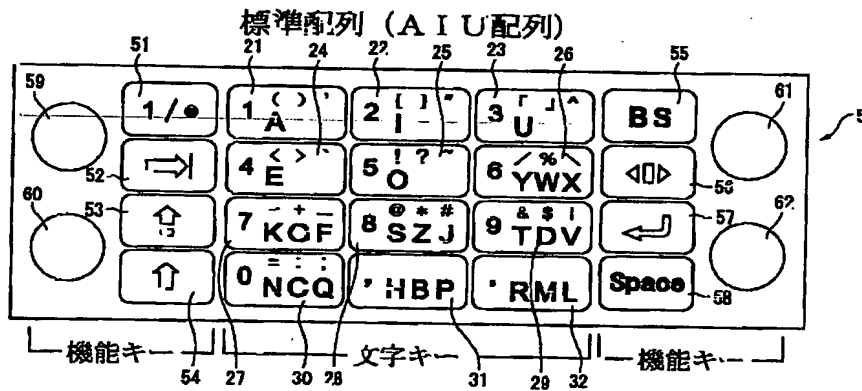 標準配列 (AIU配列)
51 21 24 22 25 23 26 55
59 61
1/● 1 A ( ) ' 2 I [ ] " 3 U 「 」 ^ BS
5
52 4 E < > ` 5 O ! ? ~ 6 YWX / % \ 56
53 57
60 7 KGF - + _ 8 SZJ @ * # 9 TDV & $ | 62
0 NCQ = : ; , HBP . RML Space 58
機能キー 54 27 文字キー 30 28 31 29 32 機能キー